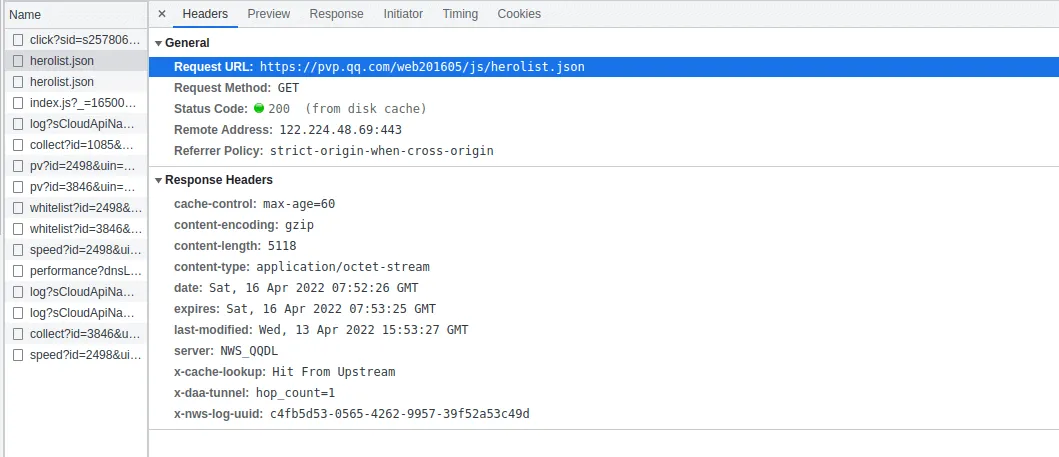 Name
click?sid=s257806…
herolist.json
herolist.json
index.js?_=16500…
log?sCloudApiNa…
collect?id=1085&…
pv?id=2498&uin=…
pv?id=3846&uin=…
whitelist?id=2498&…
whitelist?id=3846&…
speed?id=2498&ui…
performance?dnsL…
log?sCloudApiNa…
log?sCloudApiNa…
collect?id=3846&u…
speed?id=2498&ui…
× Headers Preview Response Initiator Timing Cookies
General
Request URL: https://pvp.qq.com/web201605/js/herolist.json
Request Method: GET
Status Code: 200 (from disk cache)
Remote Address: 122.224.48.69:443
Referrer Policy: strict-origin-when-cross-origin
Response Headers
cache-control: max-age=60
content-encoding: gzip
content-length: 5118
content-type: application/octet-stream
date: Sat, 16 Apr 2022 07:52:26 GMT
expires: Sat, 16 Apr 2022 07:53:25 GMT
last-modified: Wed, 13 Apr 2022 15:53:27 GMT
server: NWS_QQDL
x-cache-lookup: Hit From Upstream
x-daa-tunnel: hop_count=1
x-nws-log-uuid: c4fb5d53-0565-4262-9957-39f52a53c49d